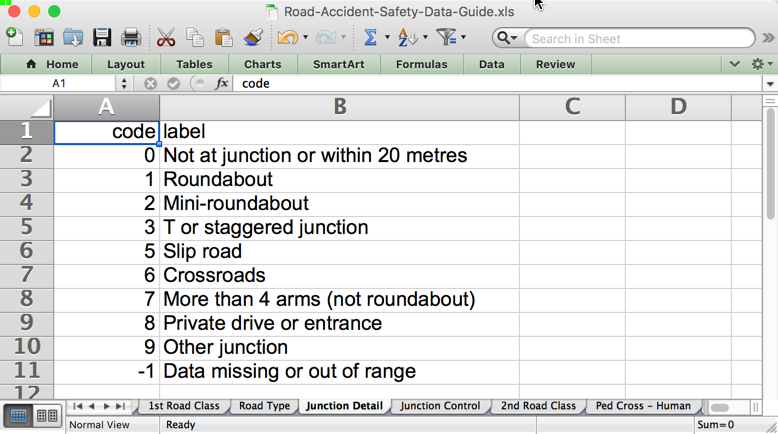 Road-Accident-Safety-Data-Guide.xls
Search in Sheet
Home Layout Tables Charts SmartArt Formulas Data Review
A1 fx code
A B C D
1 code label
2 0 Not at junction or within 20 metres
3 1 Roundabout
4 2 Mini-roundabout
5 3 T or staggered junction
6 5 Slip road
7 6 Crossroads
8 7 More than 4 arms (not roundabout)
9 8 Private drive or entrance
10 9 Other junction
11 -1 Data missing or out of range
12
1st Road Class Road Type Junction Detail Junction Control 2nd Road Class Ped Cross - Human
Normal View Ready Sum=0